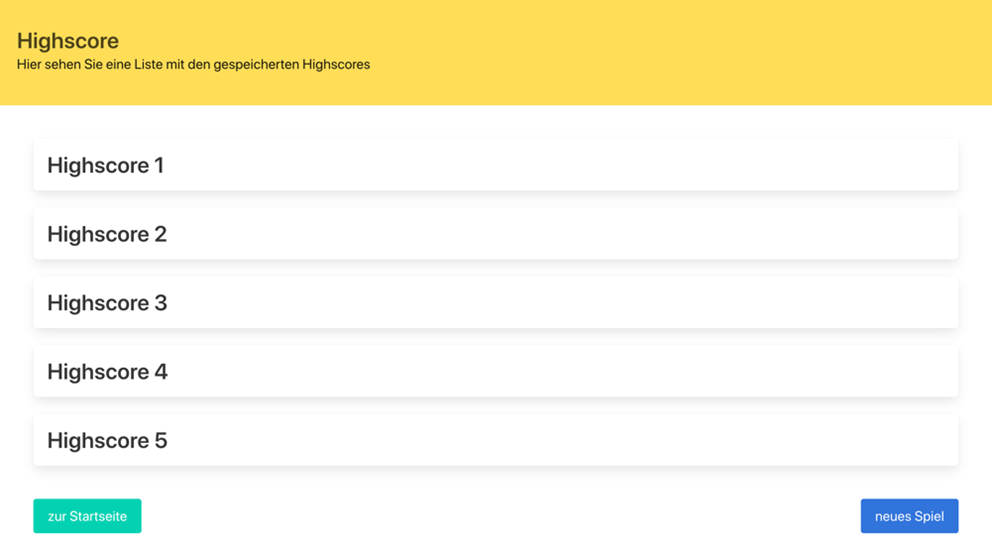 Highscore
Hier sehen Sie eine Liste mit den gespeicherten Highscores
Highscore 1
Highscore 2
Highscore 3
Highscore 4
Highscore 5
zur Startseite
neues Spiel